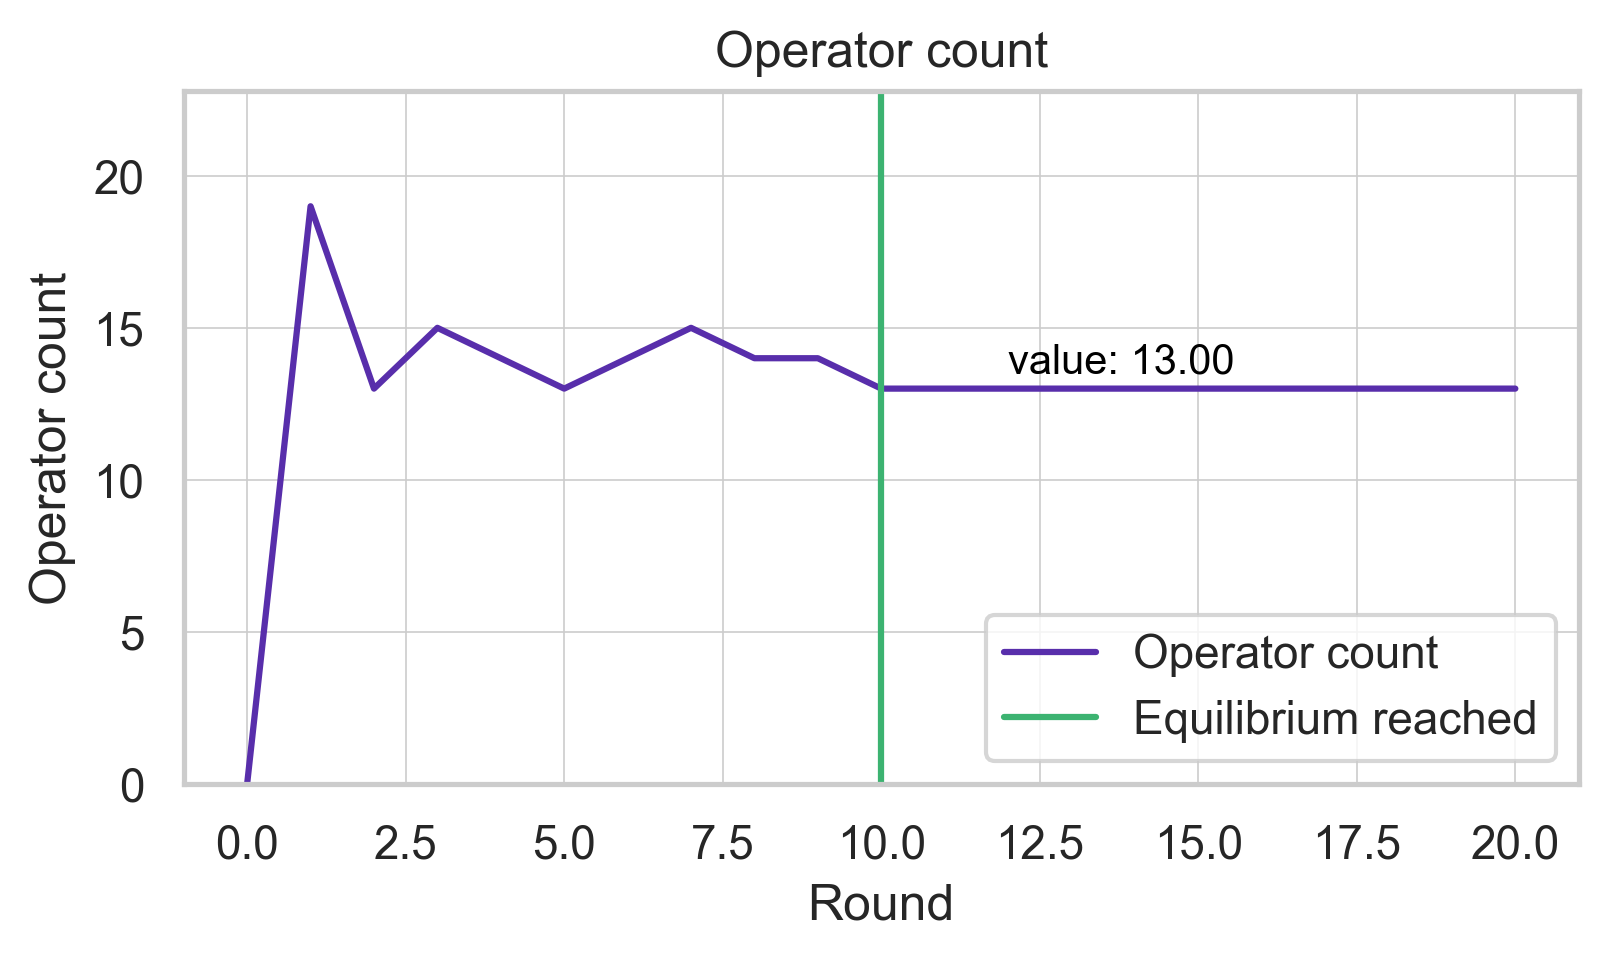 Operator count
Operator count
20
15
10
5
0
value: 13.00
Operator count
Equilibrium reached
0.0 2.5 5.0 7.5 10.0 12.5 15.0 17.5 20.0
Round